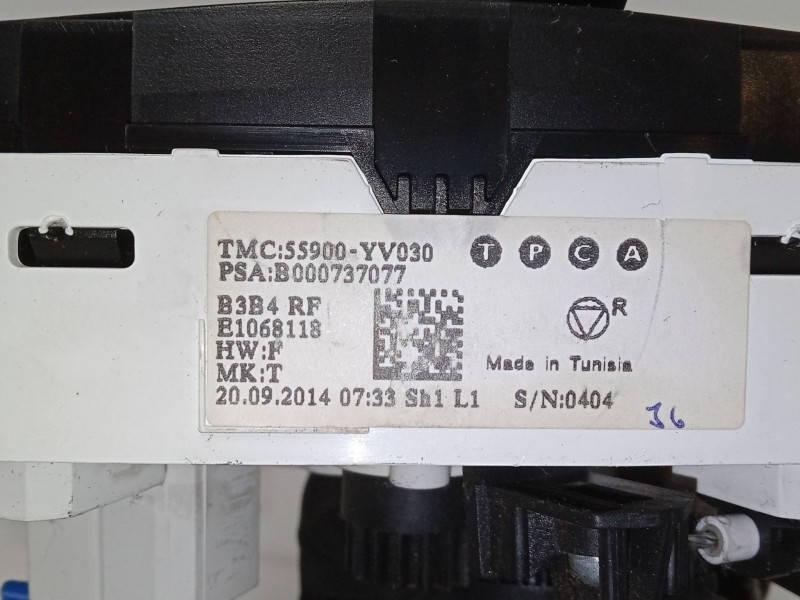 TMC:55900-YV030 T P C A
PSA:B000737077
B3B4 RF
R
E1068118
HW:F
Made in Tunisia
MK:T
20.09.2014 07:33 Sh1 L1 S/N:0404
J6